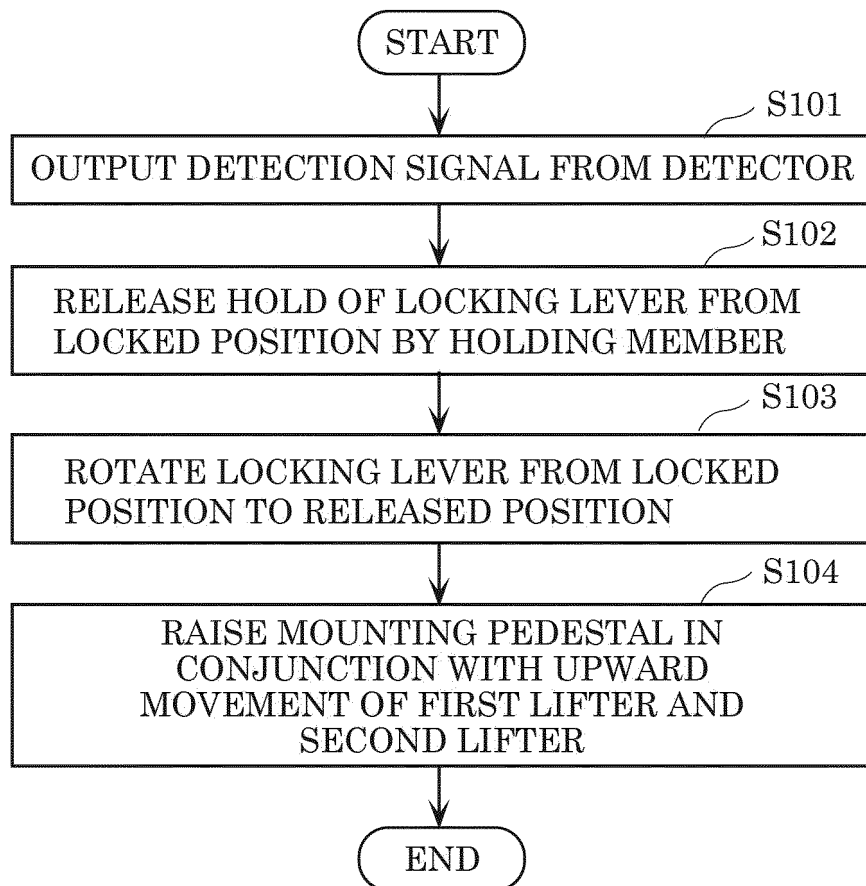 START
S101
OUTPUT DETECTION SIGNAL FROM DETECTOR
S102
RELEASE HOLD OF LOCKING LEVER FROM
LOCKED POSITION BY HOLDING MEMBER
S103
ROTATE LOCKING LEVER FROM LOCKED
POSITION TO RELEASED POSITION
S104
RAISE MOUNTING PEDESTAL IN
CONJUNCTION WITH UPWARD
MOVEMENT OF FIRST LIFTER AND
SECOND LIFTER
END